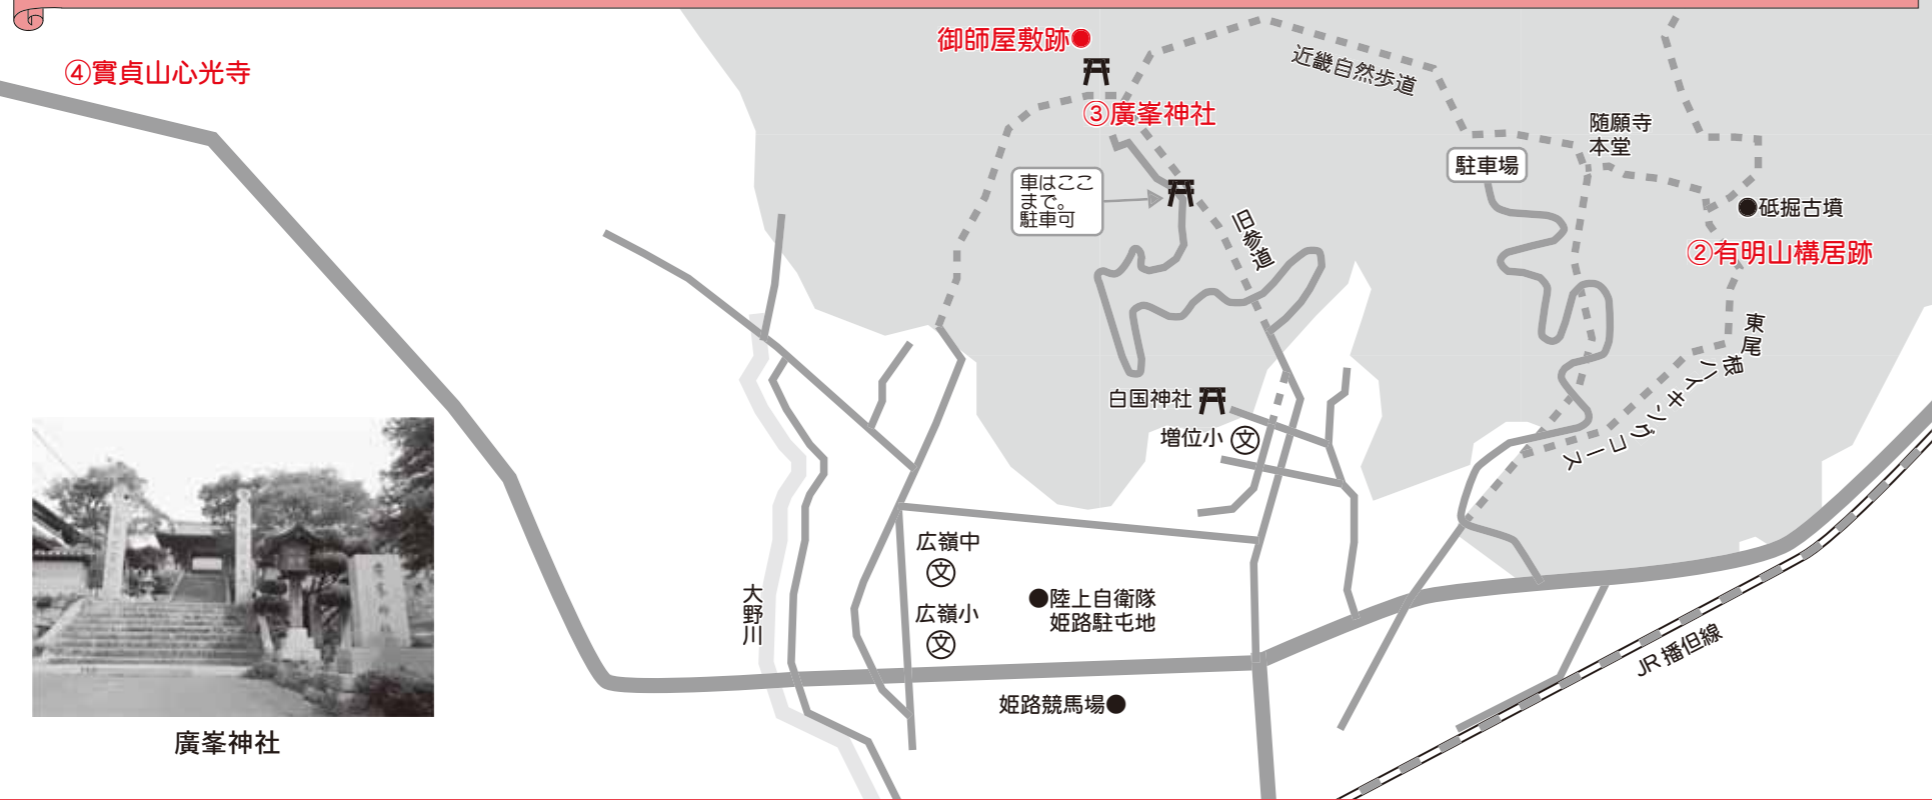 ④實貞山心光寺
御師屋敷跡
③廣峯神社
近畿自然歩道
随願寺
本堂
駐車場
車はここ
まで。
駐車可
旧参道
砥掘古墳
②有明山構居跡
東尾根ハイキングコース
白国神社
増位小
文
広嶺中
文
広嶺小
文
陸上自衛隊
姫路駐屯地
大野川
姫路競馬場
JR播但線
廣峯神社